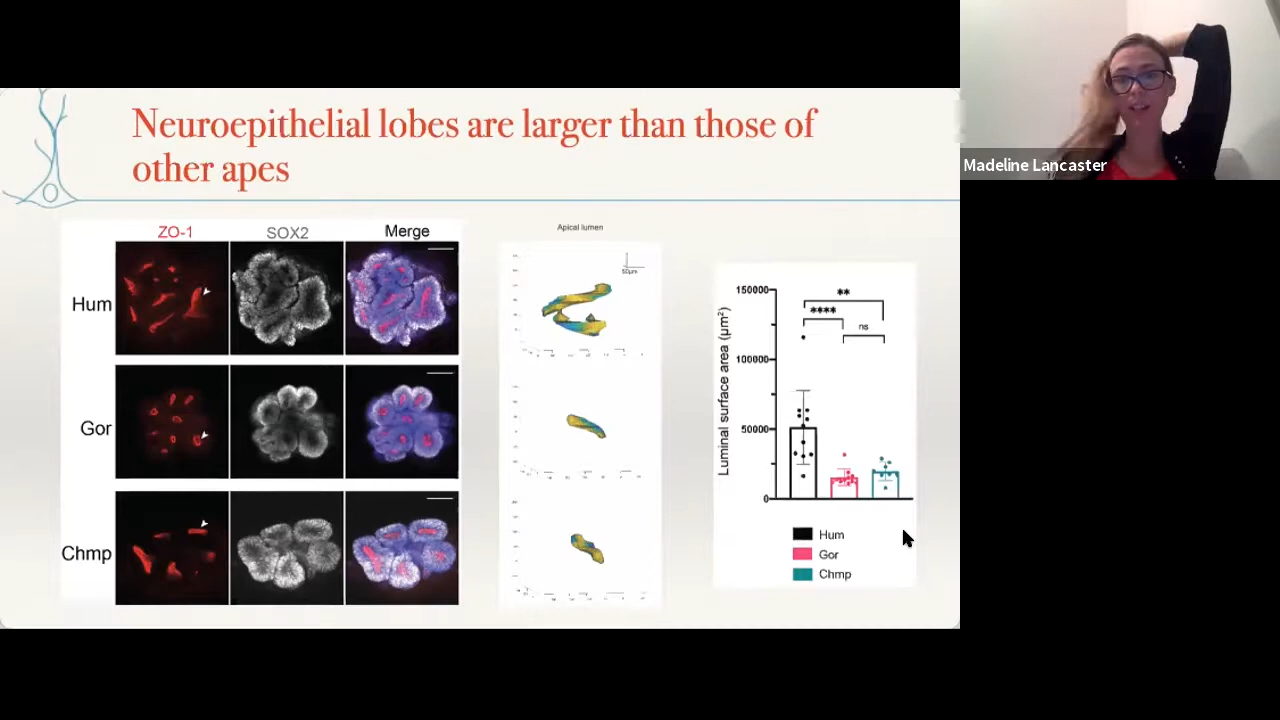 Neuroepithelial lobes are larger than those of
other apes
ZO-1
SOX2
Merge
Hum
Gor
Chmp
Apical lumen
50µm
Luminal surface area (µm²)
150000
100000
50000
0
**
****
ns
Hum
Gor
Chmp
Madeline Lancaster